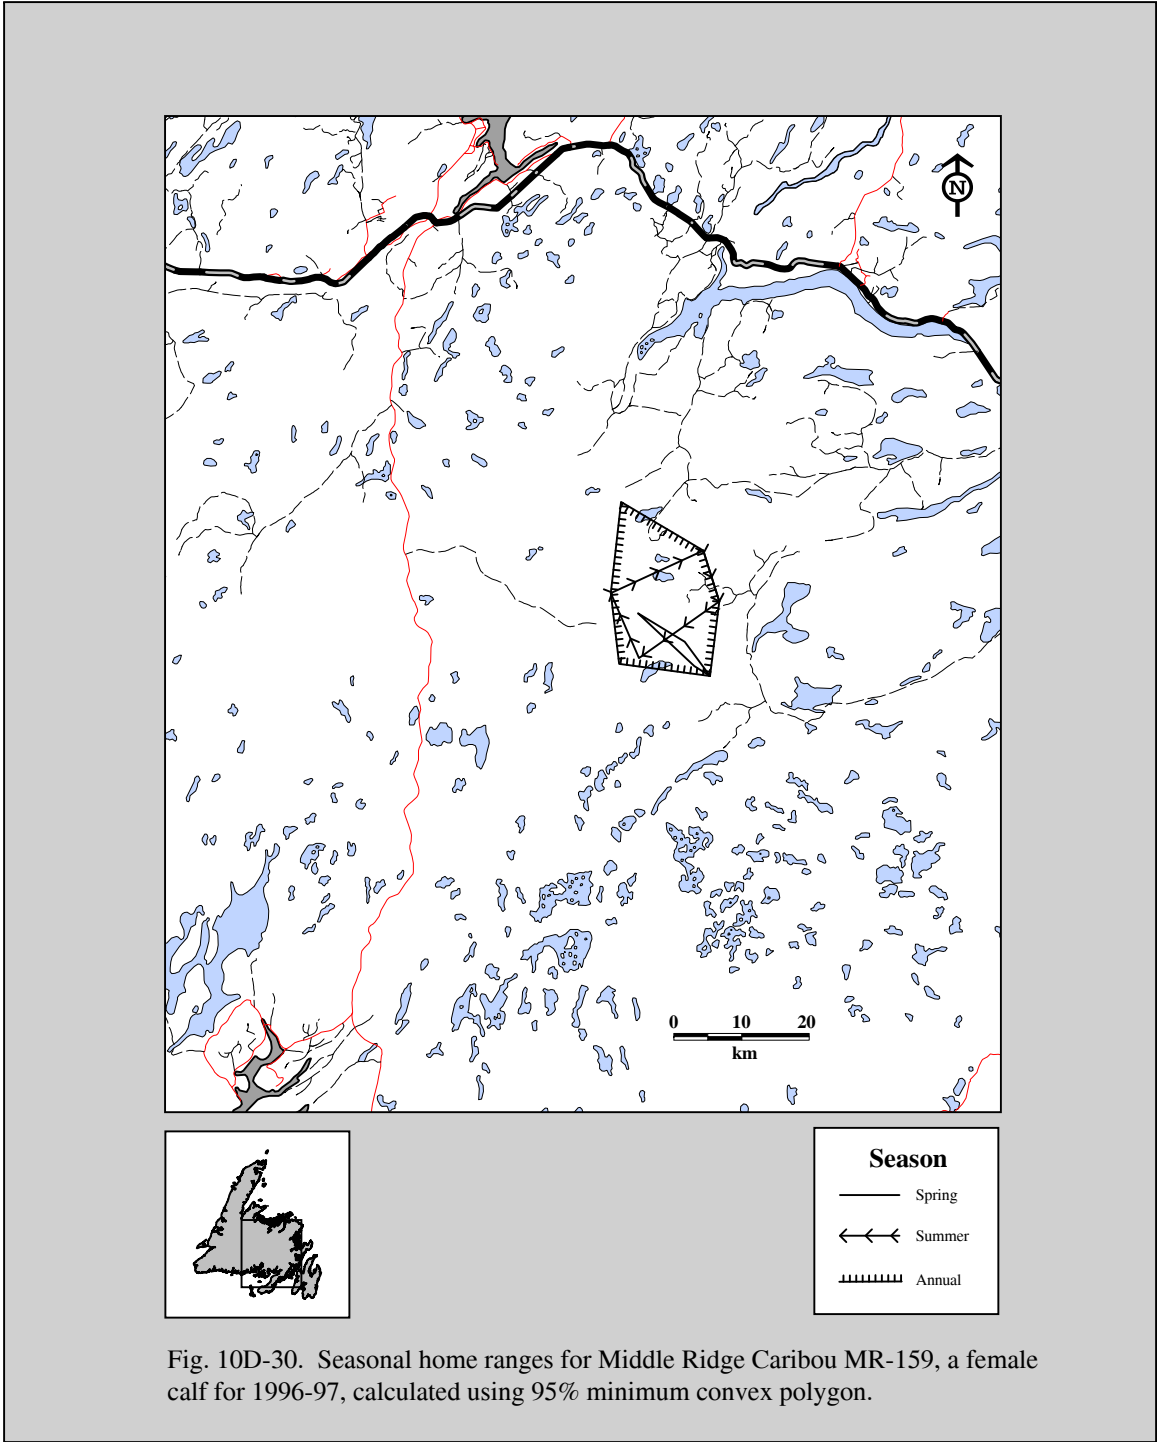 N
0 10 20
km
Season
Spring
Summer
Annual
Fig. 10D-30. Seasonal home ranges for Middle Ridge Caribou MR-159, a female
calf for 1996-97, calculated using 95% minimum convex polygon.